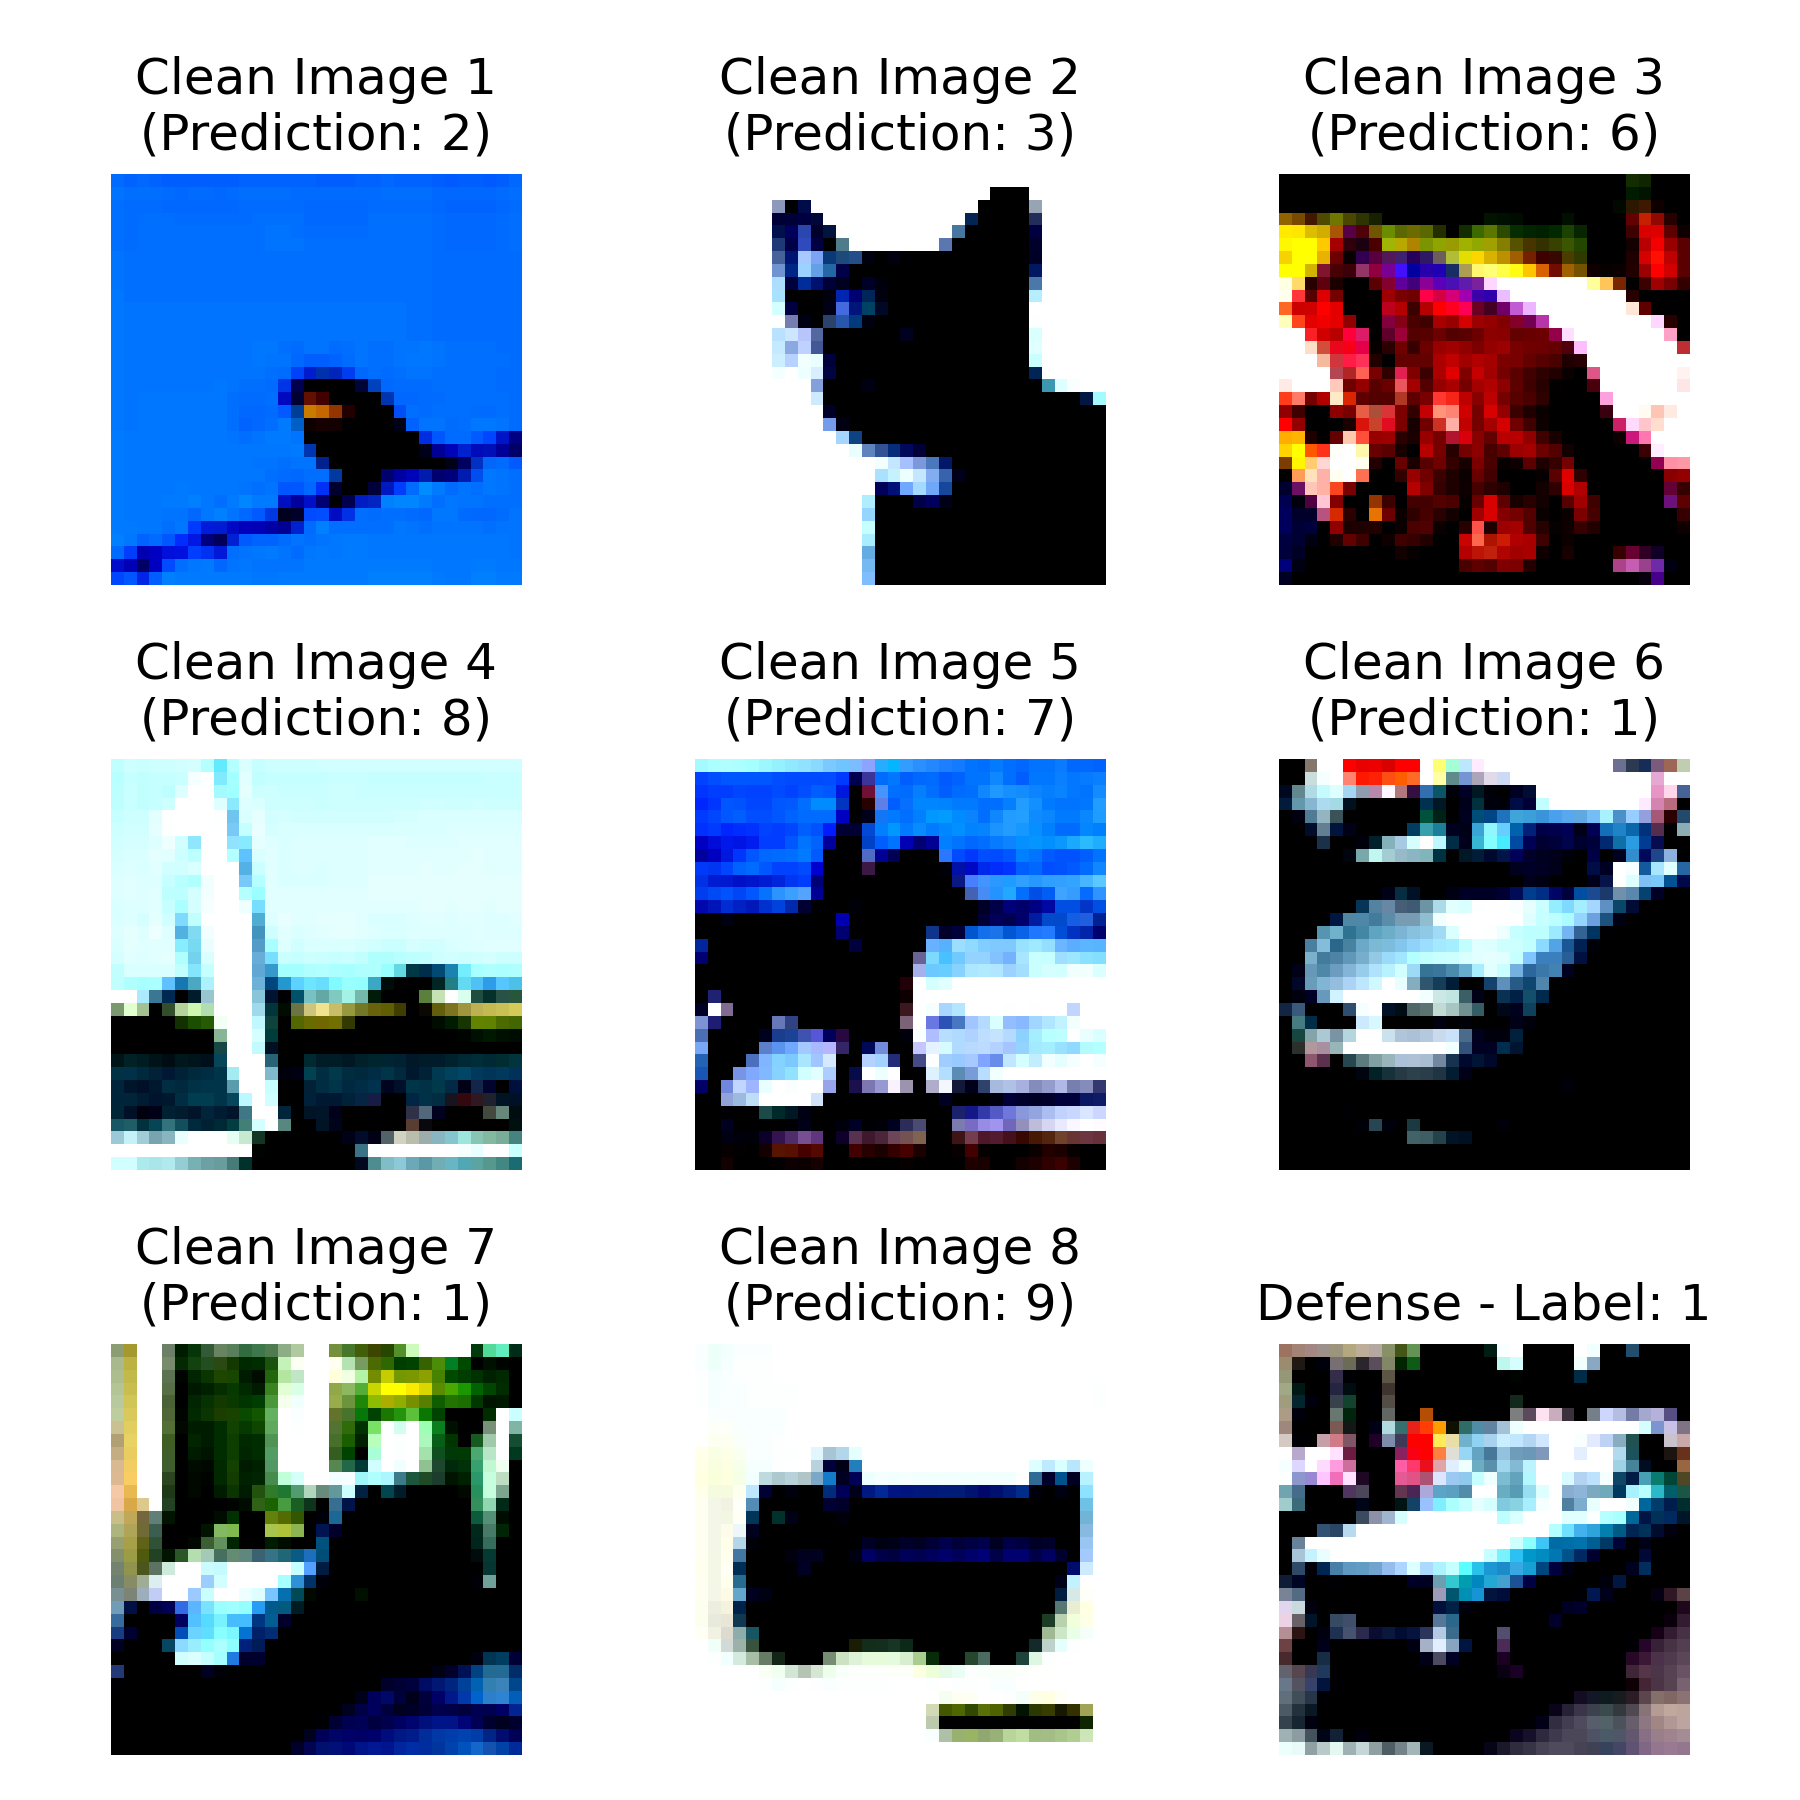 Clean Image 1
(Prediction: 2)
Clean Image 2
(Prediction: 3)
Clean Image 3
(Prediction: 6)
Clean Image 4
(Prediction: 8)
Clean Image 5
(Prediction: 7)
Clean Image 6
(Prediction: 1)
Clean Image 7
(Prediction: 1)
Clean Image 8
(Prediction: 9)
Defense - Label: 1